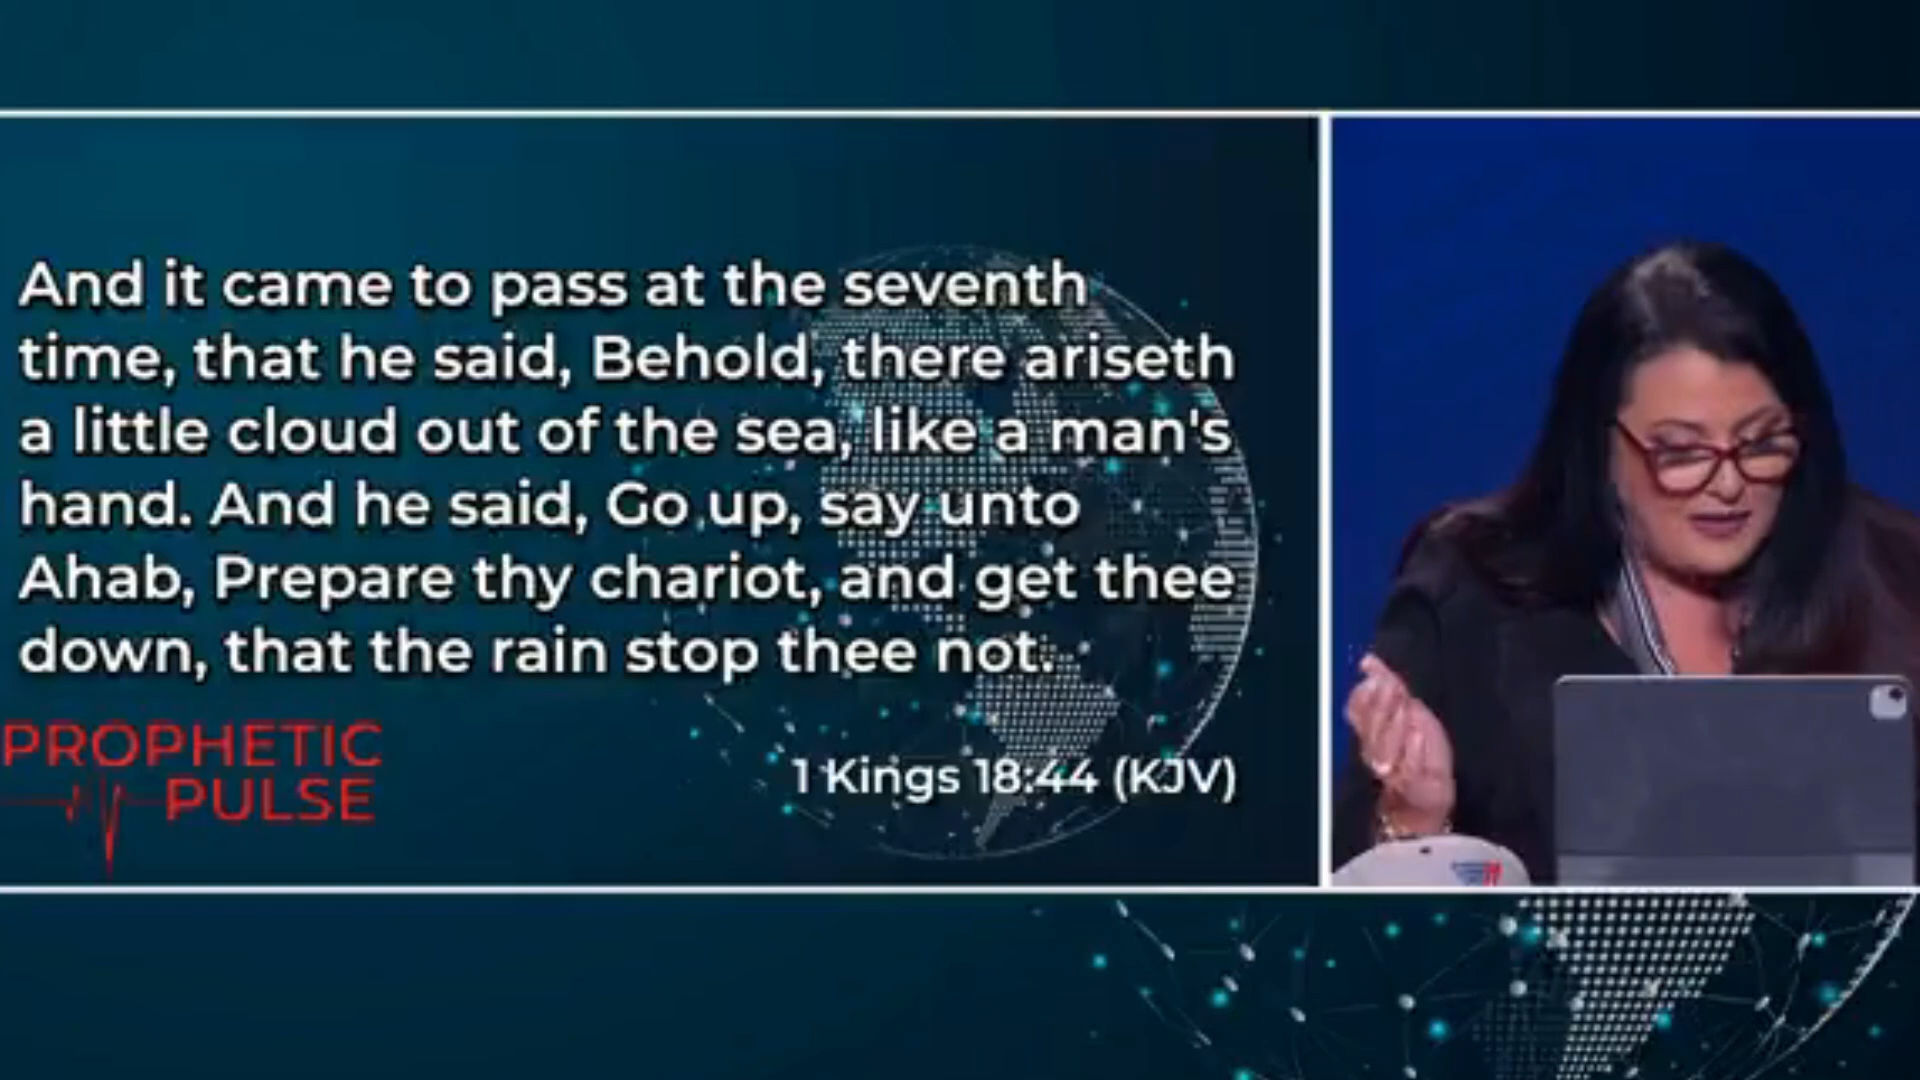 And it came to pass at the seventh
time, that he said, Behold, there ariseth
a little cloud out of the sea, like a man's
hand. And he said, Go up, say unto
Ahab, Prepare thy chariot, and get thee
down, that the rain stop thee not.
1 Kings 18:44 (KJV)
PROPHETIC
PULSE